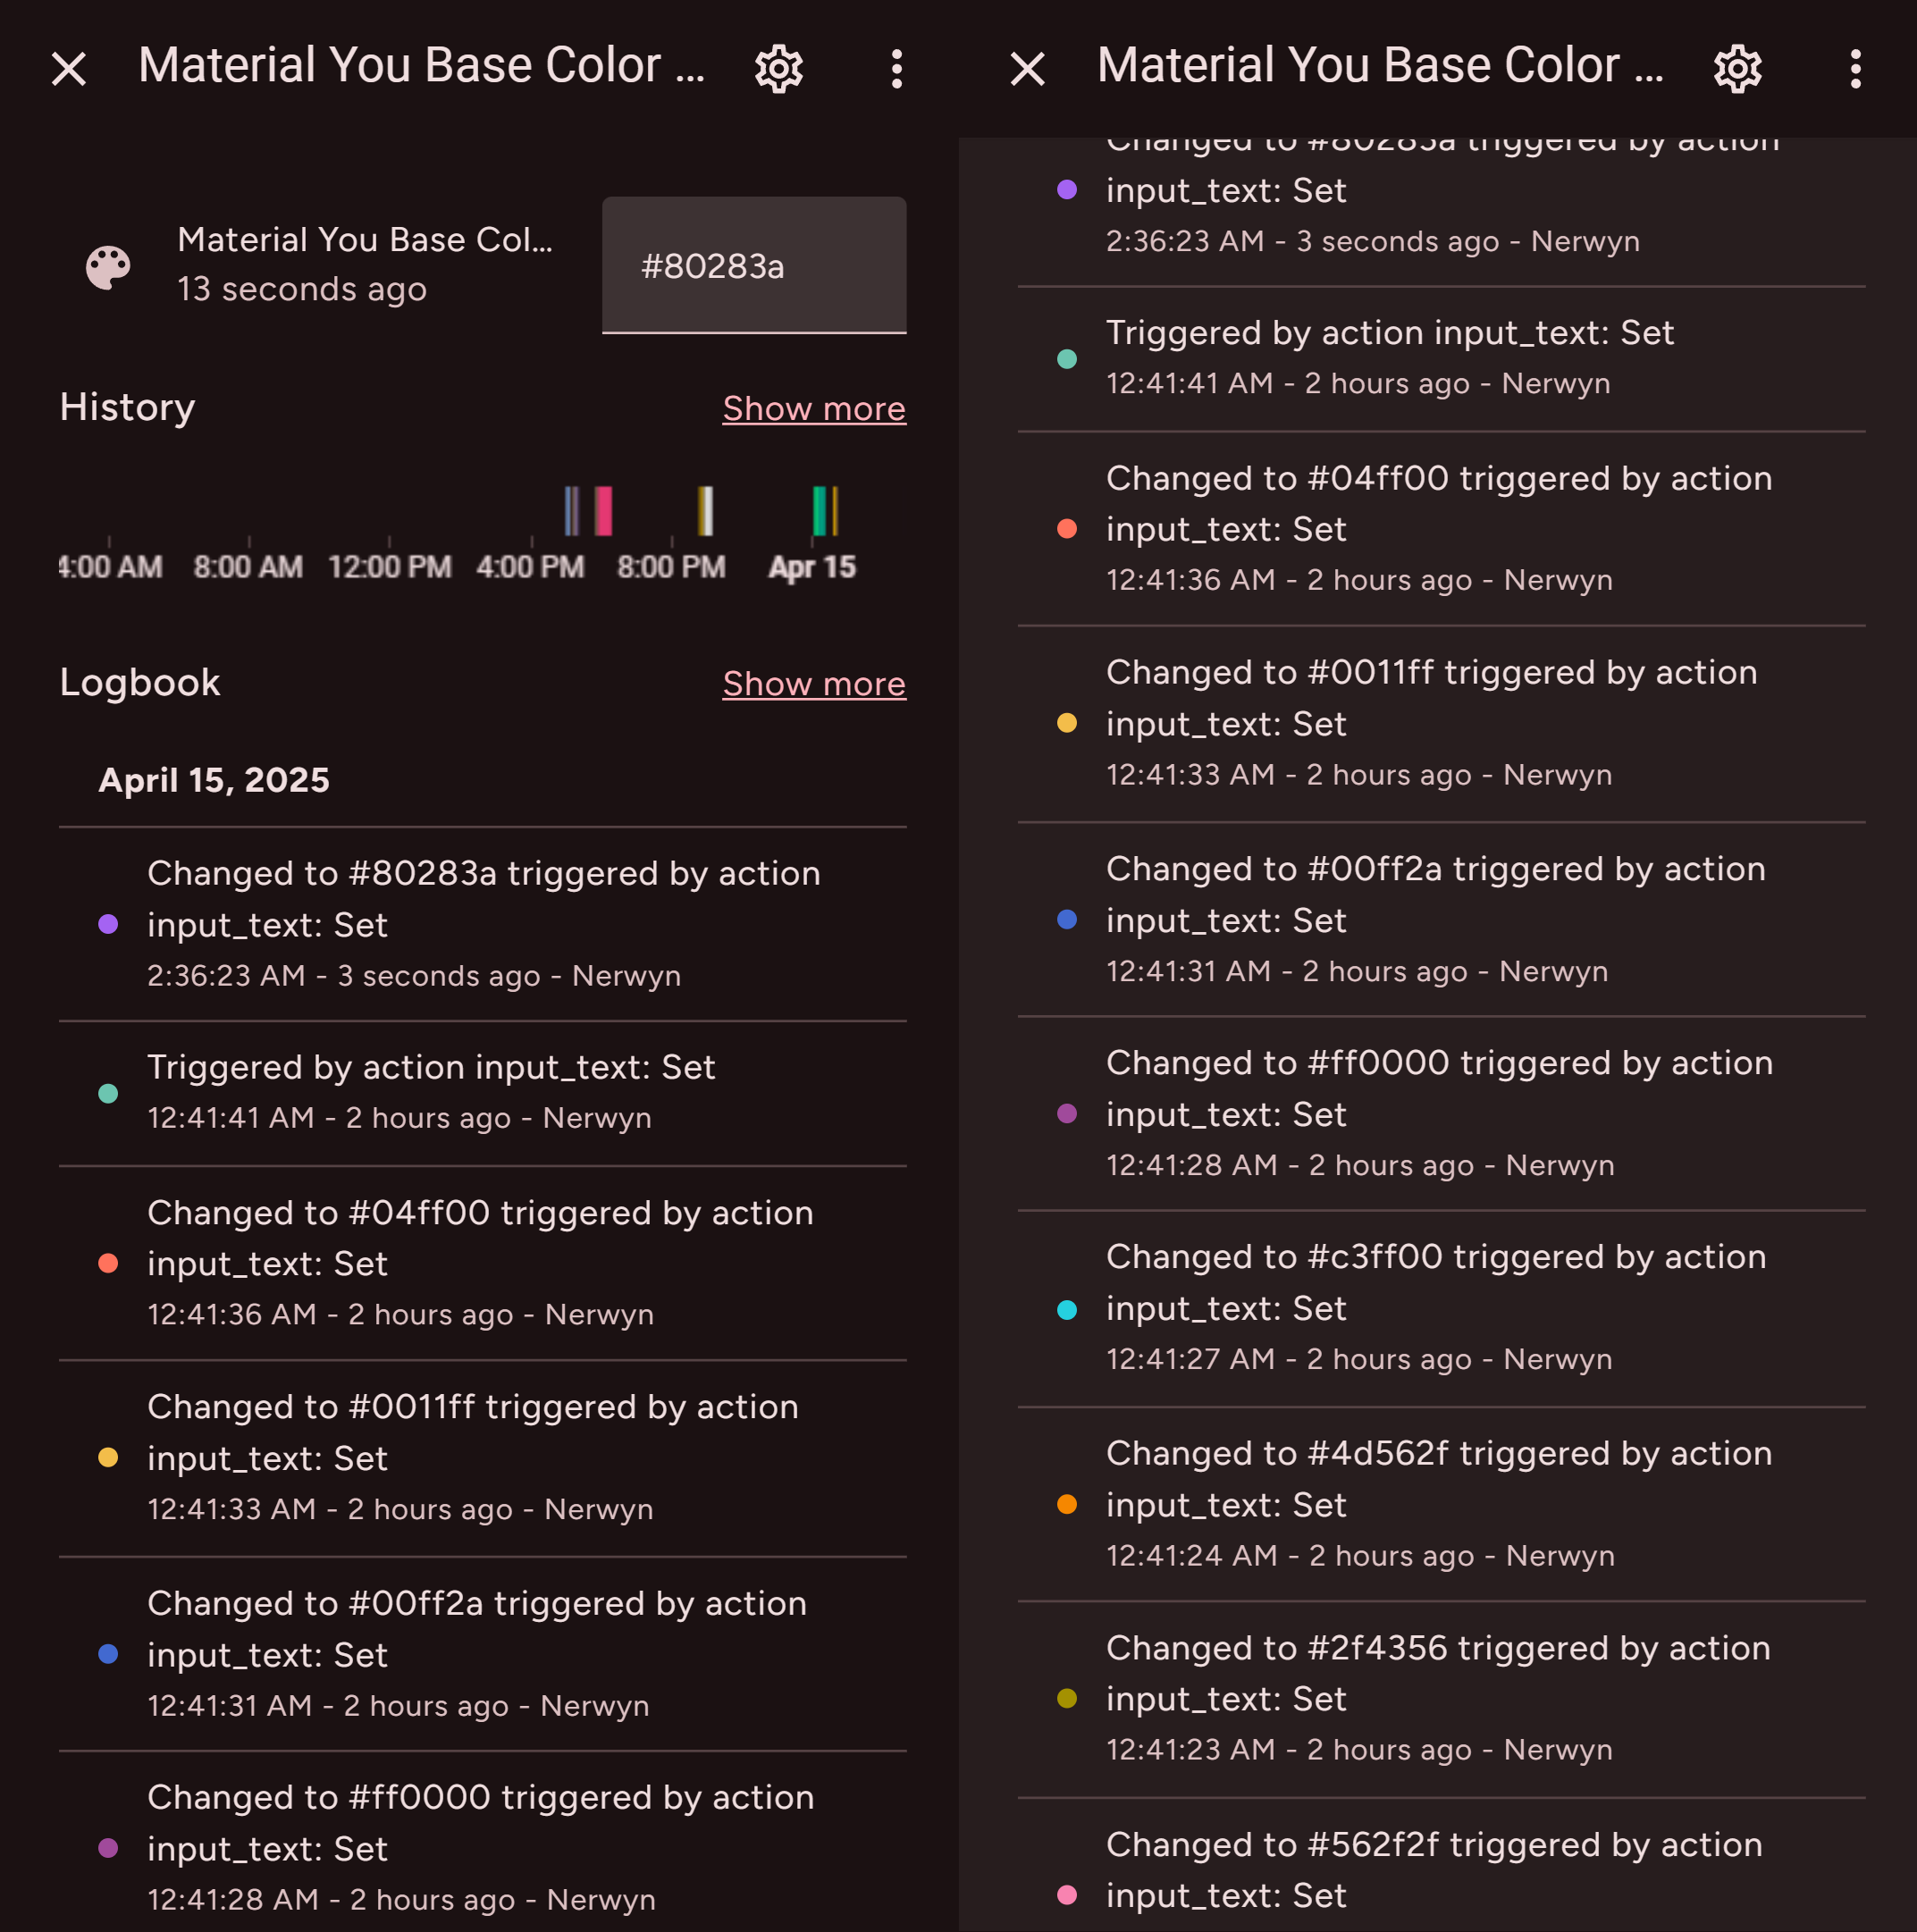 Material You Base Color ...
Material You Base Col...
13 seconds ago
#80283a
History
Show more
4:00 AM 8:00 AM 12:00 PM 4:00 PM 8:00 PM Apr 15
Logbook
Show more
April 15, 2025
Changed to #80283a triggered by action
input_text: Set
2:36:23 AM - 3 seconds ago - Nerwyn
Triggered by action input_text: Set
12:41:41 AM - 2 hours ago - Nerwyn
Changed to #04ff00 triggered by action
input_text: Set
12:41:36 AM - 2 hours ago - Nerwyn
Changed to #0011ff triggered by action
input_text: Set
12:41:33 AM - 2 hours ago - Nerwyn
Changed to #00ff2a triggered by action
input_text: Set
12:41:31 AM - 2 hours ago - Nerwyn
Changed to #ff0000 triggered by action
input_text: Set
12:41:28 AM - 2 hours ago - Nerwyn
Material You Base Color ...
Changed to #80283a triggered by action
input_text: Set
2:36:23 AM - 3 seconds ago - Nerwyn
Triggered by action input_text: Set
12:41:41 AM - 2 hours ago - Nerwyn
Changed to #04ff00 triggered by action
input_text: Set
12:41:36 AM - 2 hours ago - Nerwyn
Changed to #0011ff triggered by action
input_text: Set
12:41:33 AM - 2 hours ago - Nerwyn
Changed to #00ff2a triggered by action
input_text: Set
12:41:31 AM - 2 hours ago - Nerwyn
Changed to #ff0000 triggered by action
input_text: Set
12:41:28 AM - 2 hours ago - Nerwyn
Changed to #c3ff00 triggered by action
input_text: Set
12:41:27 AM - 2 hours ago - Nerwyn
Changed to #4d562f triggered by action
input_text: Set
12:41:24 AM - 2 hours ago - Nerwyn
Changed to #2f4356 triggered by action
input_text: Set
12:41:23 AM - 2 hours ago - Nerwyn
Changed to #562f2f triggered by action
input_text: Set